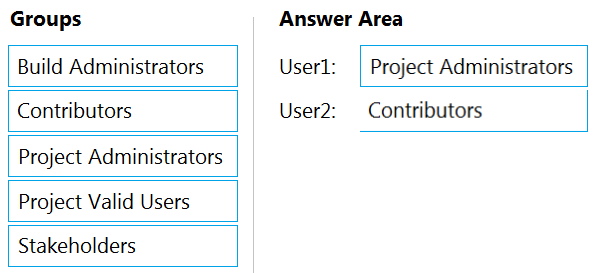 Groups
Build Administrators
Contributors
Project Administrators
Project Valid Users
Stakeholders
Answer Area
User1: Project Administrators
User2: Contributors